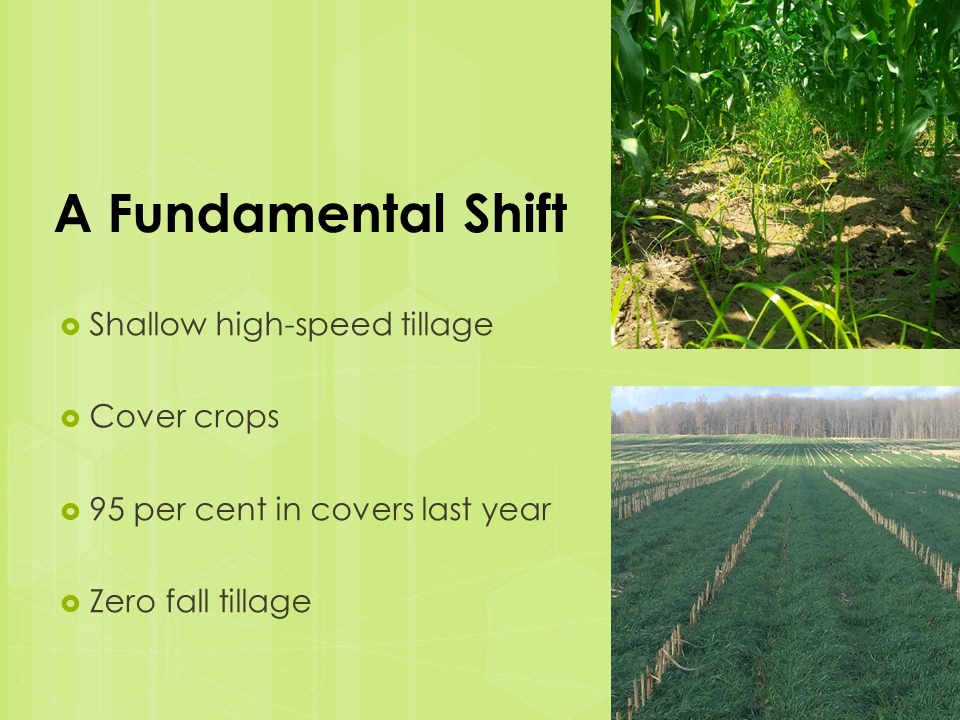 A Fundamental Shift
Shallow high-speed tillage
Cover crops
95 per cent in covers last year
Zero fall tillage